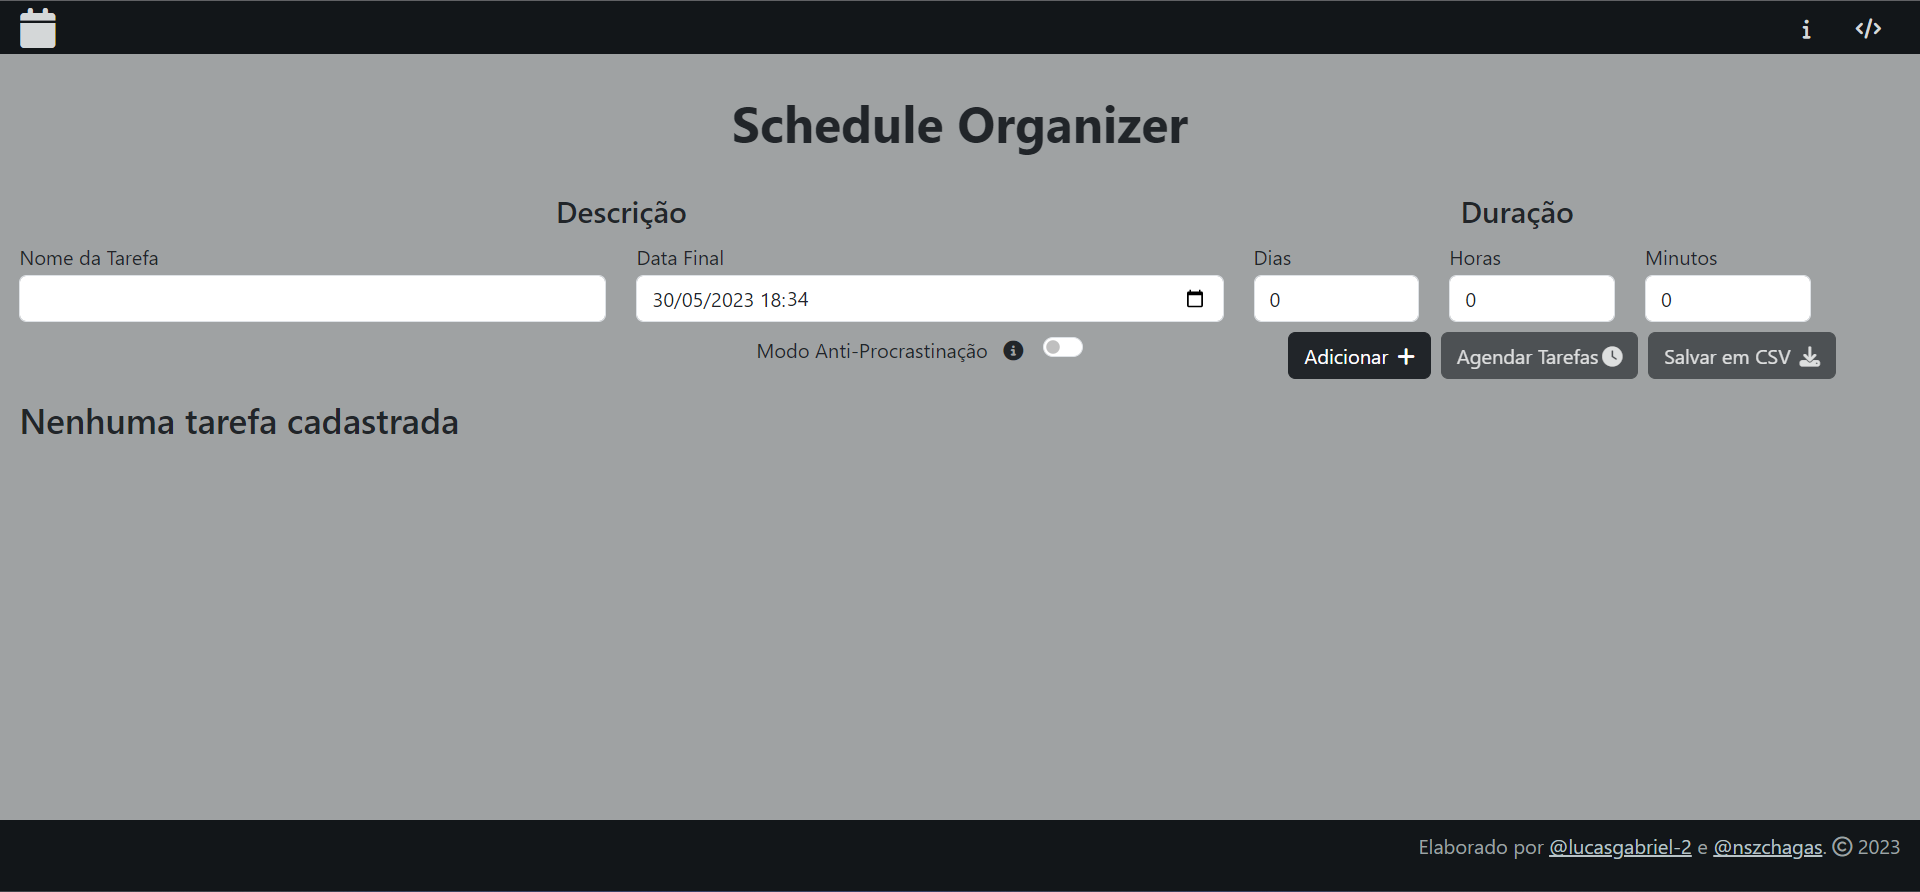 Schedule Organizer
Descrição
Duração
Nome da Tarefa
Data Final
Dias
Horas
Minutos
30/05/2023 18:34
0
0
0
Modo Anti-Procrastinação
Adicionar
Agendar Tarefas
Salvar em CSV
Nenhuma tarefa cadastrada
Elaborado por @lucasgabriel-2 e @nszchagas. © 2023